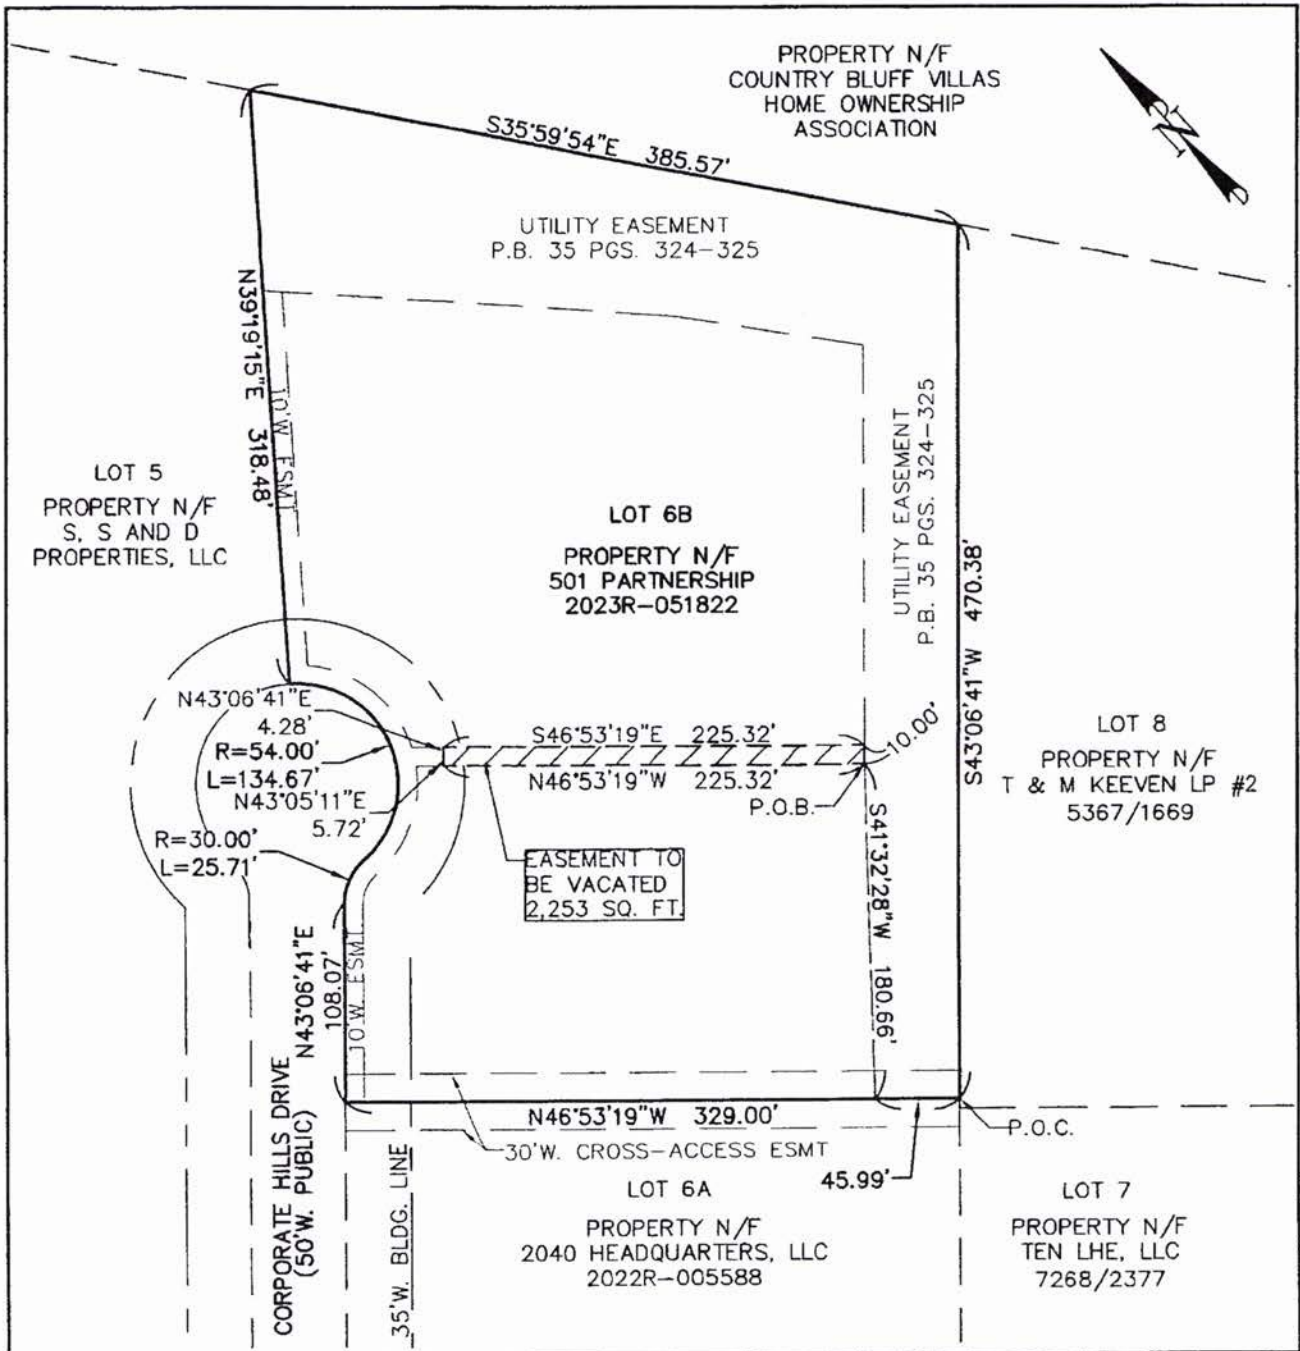 PROPERTY N/F
COUNTRY BLUFF VILLAS
HOME OWNERSHIP
ASSOCIATION
N
S35°59'54"E 385.57'
UTILITY EASEMENT
P.B. 35 PGS. 324-325
N39°19'15"E 318.48'
10'W. ESMT
UTILITY EASEMENT
P.B. 35 PGS. 324-325
LOT 5
PROPERTY N/F
S, S AND D
PROPERTIES, LLC
LOT 6B
PROPERTY N/F
501 PARTNERSHIP
2023R-051822
S43°06'41"W 470.38'
N43°06'41"E
4.28'
R=54.00'
L=134.67'
N43°05'11"E
5.72'
R=30.00'
L=25.71'
S46°53'19"E 225.32'
N46°53'19"W 225.32'
10.00'
P.O.B.
LOT 8
PROPERTY N/F
T & M KEEVEN LP #2
5367/1669
EASEMENT TO
BE VACATED
2,253 SQ. FT.
S41°32'28"W 180.66'
N43°06'41"E
108.07'
10'W. ESMT
CORPORATE HILLS DRIVE
(50'W. PUBLIC)
35'W. BLDG. LINE
N46°53'19"W 329.00'
30'W. CROSS-ACCESS ESMT
45.99'
P.O.C.
LOT 6A
PROPERTY N/F
2040 HEADQUARTERS, LLC
2022R-005588
LOT 7
PROPERTY N/F
TEN LHE, LLC
7268/2377